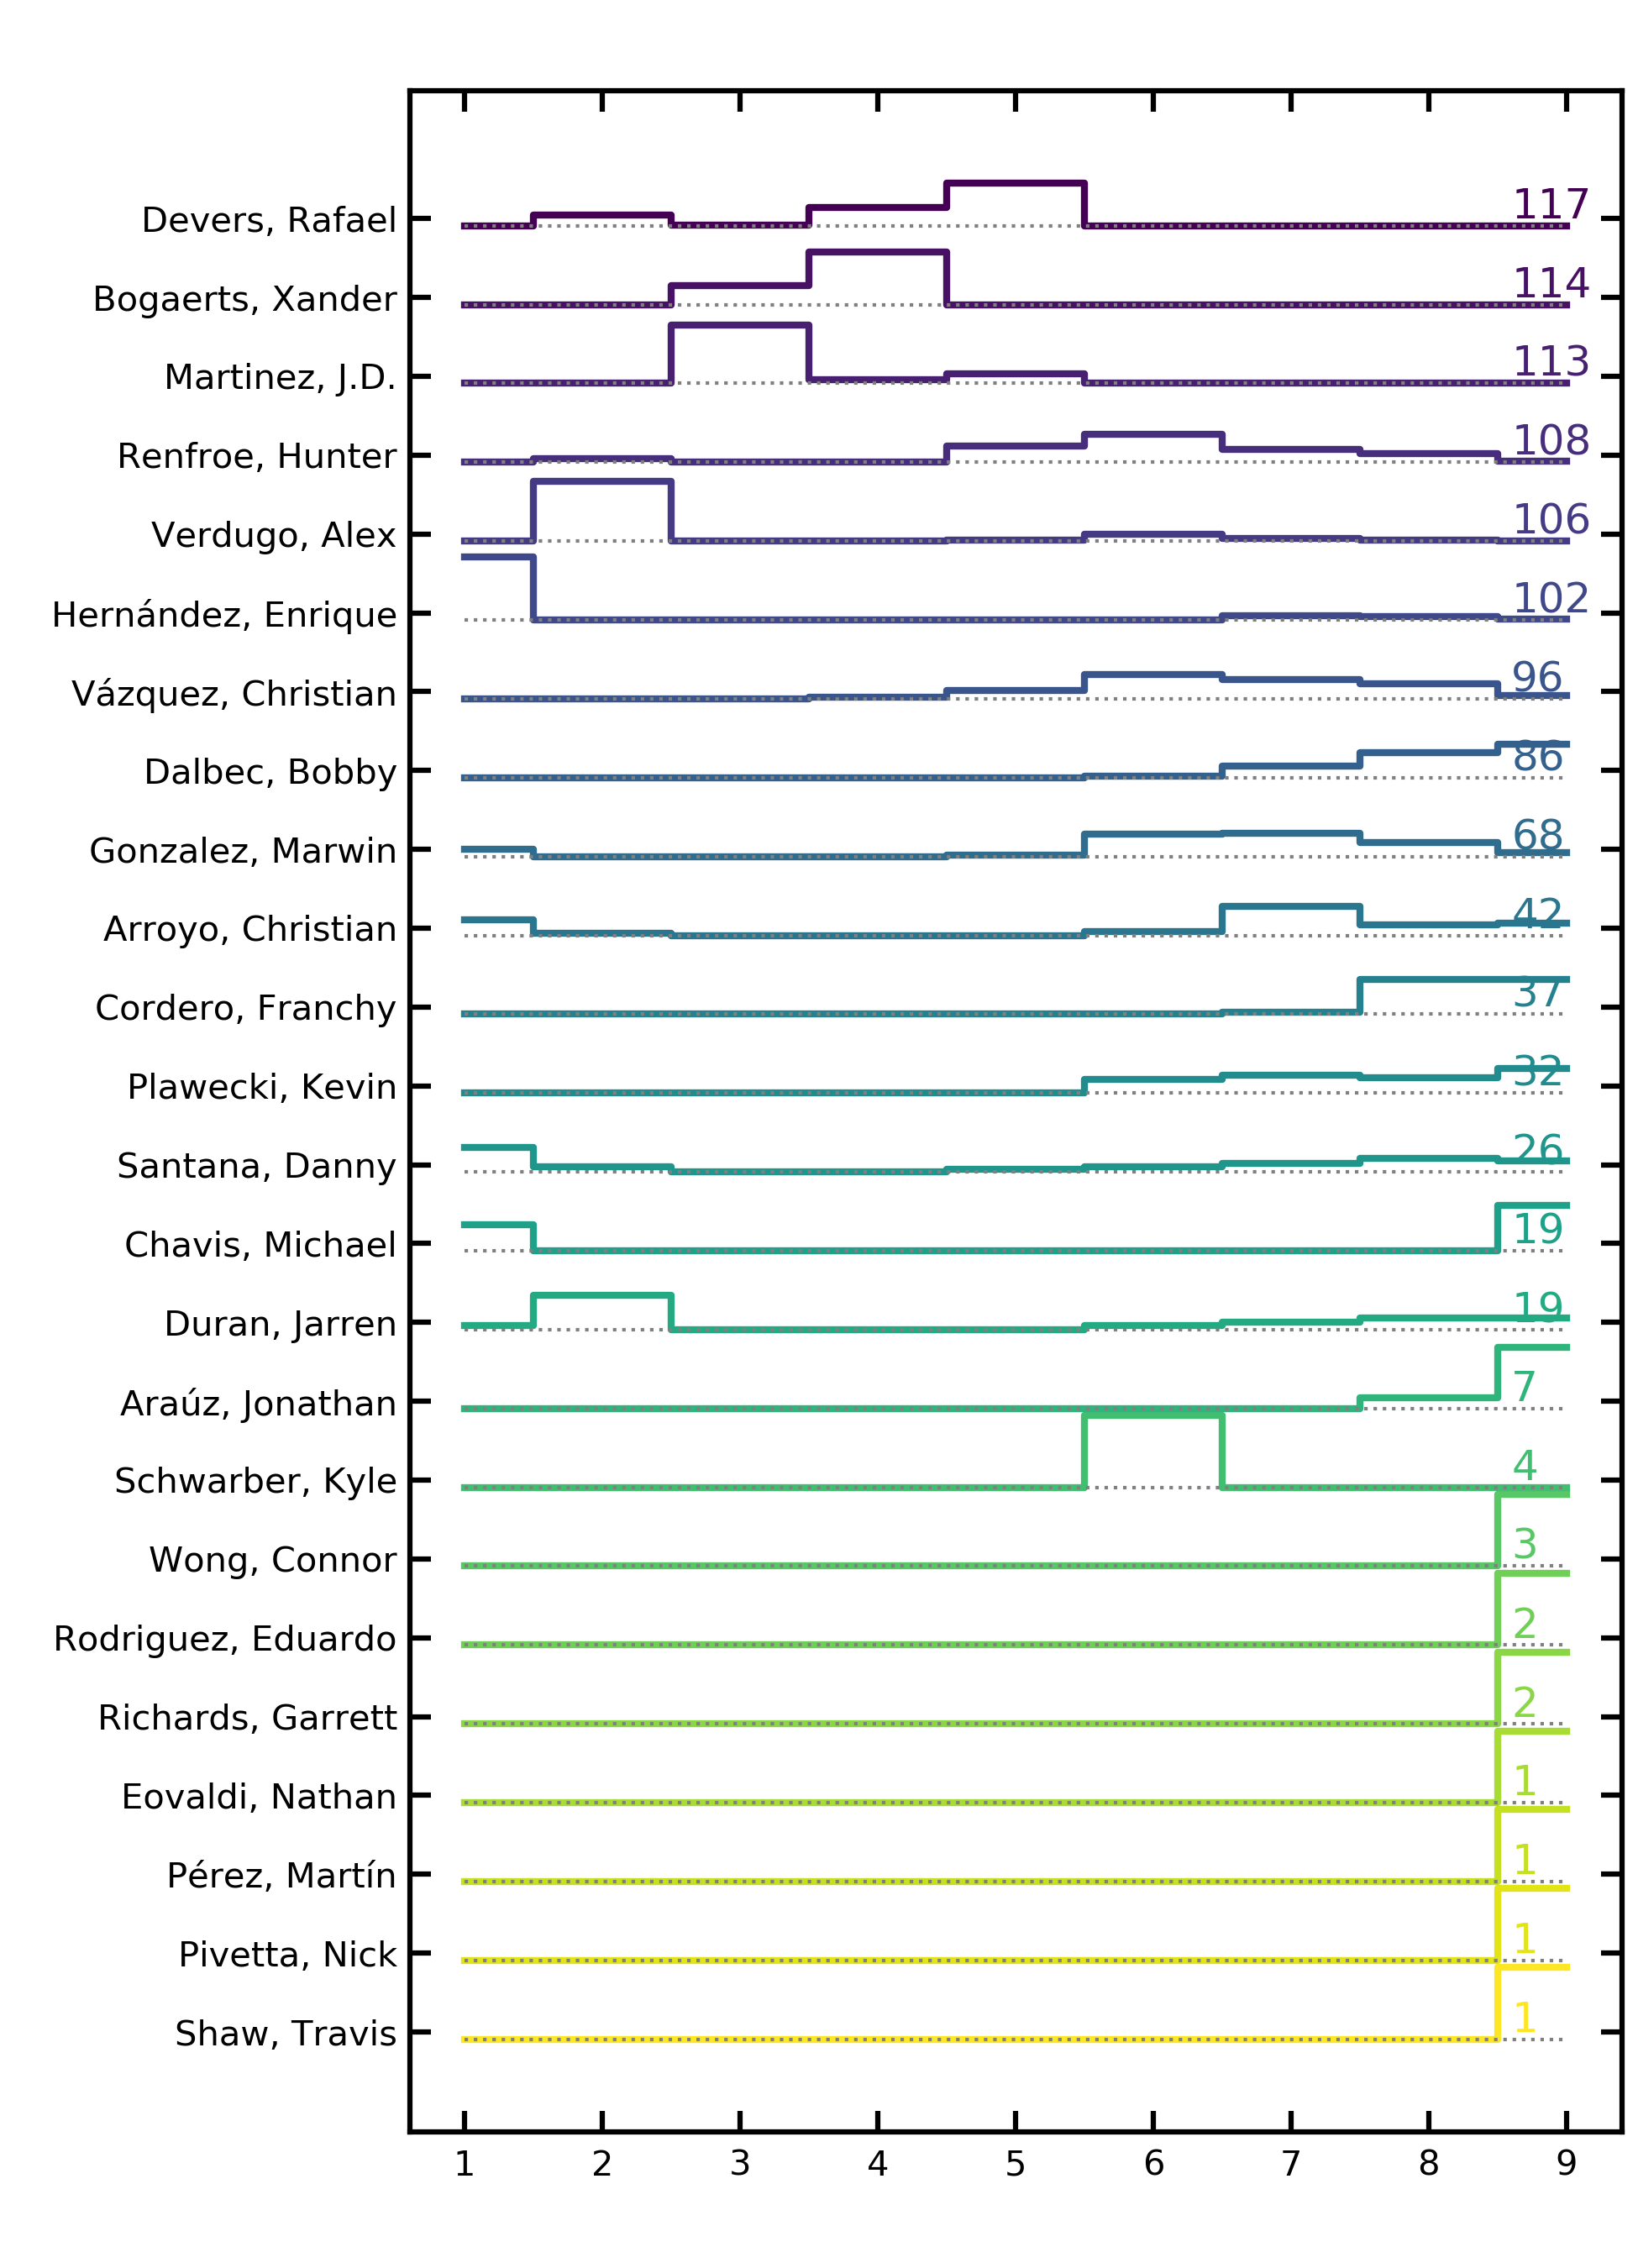 Devers, Rafael 117
Bogaerts, Xander 114
Martinez, J.D. 113
Renfroe, Hunter 108
Verdugo, Alex 106
Hernández, Enrique 102
Vázquez, Christian 96
Dalbec, Bobby 86
Gonzalez, Marwin 68
Arroyo, Christian 42
Cordero, Franchy 37
Plawecki, Kevin 32
Santana, Danny 26
Chavis, Michael 19
Duran, Jarren 19
Araúz, Jonathan 7
Schwarber, Kyle 4
Wong, Connor 3
Rodriguez, Eduardo 2
Richards, Garrett 2
Eovaldi, Nathan 1
Pérez, Martín 1
Pivetta, Nick 1
Shaw, Travis 1
1 2 3 4 5 6 7 8 9